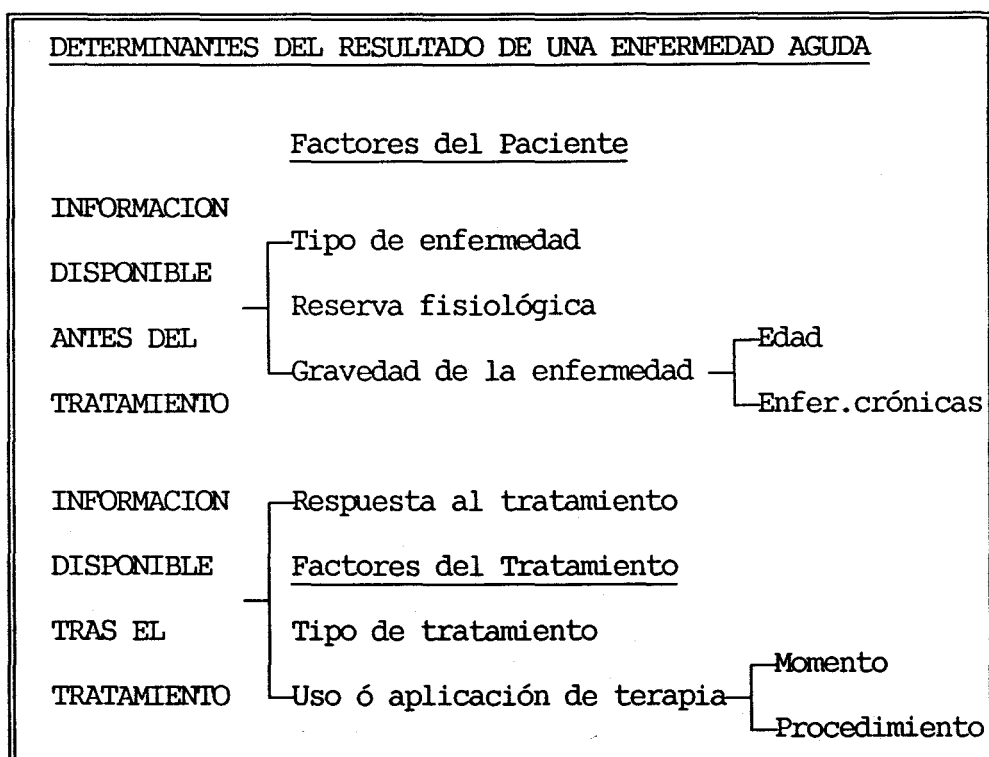 DETERMINANTES DEL RESULTADO DE UNA ENFERMEDAD AGUDA
Factores del Paciente
INFORMACION
DISPONIBLE
ANTES DEL
TRATAMIENTO
Tipo de enfermedad
Reserva fisiológica
Gravedad de la enfermedad
Edad
Enfer.crónicas
INFORMACION
DISPONIBLE
TRAS EL
TRATAMIENTO
Respuesta al tratamiento
Factores del Tratamiento
Tipo de tratamiento
Uso ó aplicación de terapia
Momento
Procedimiento